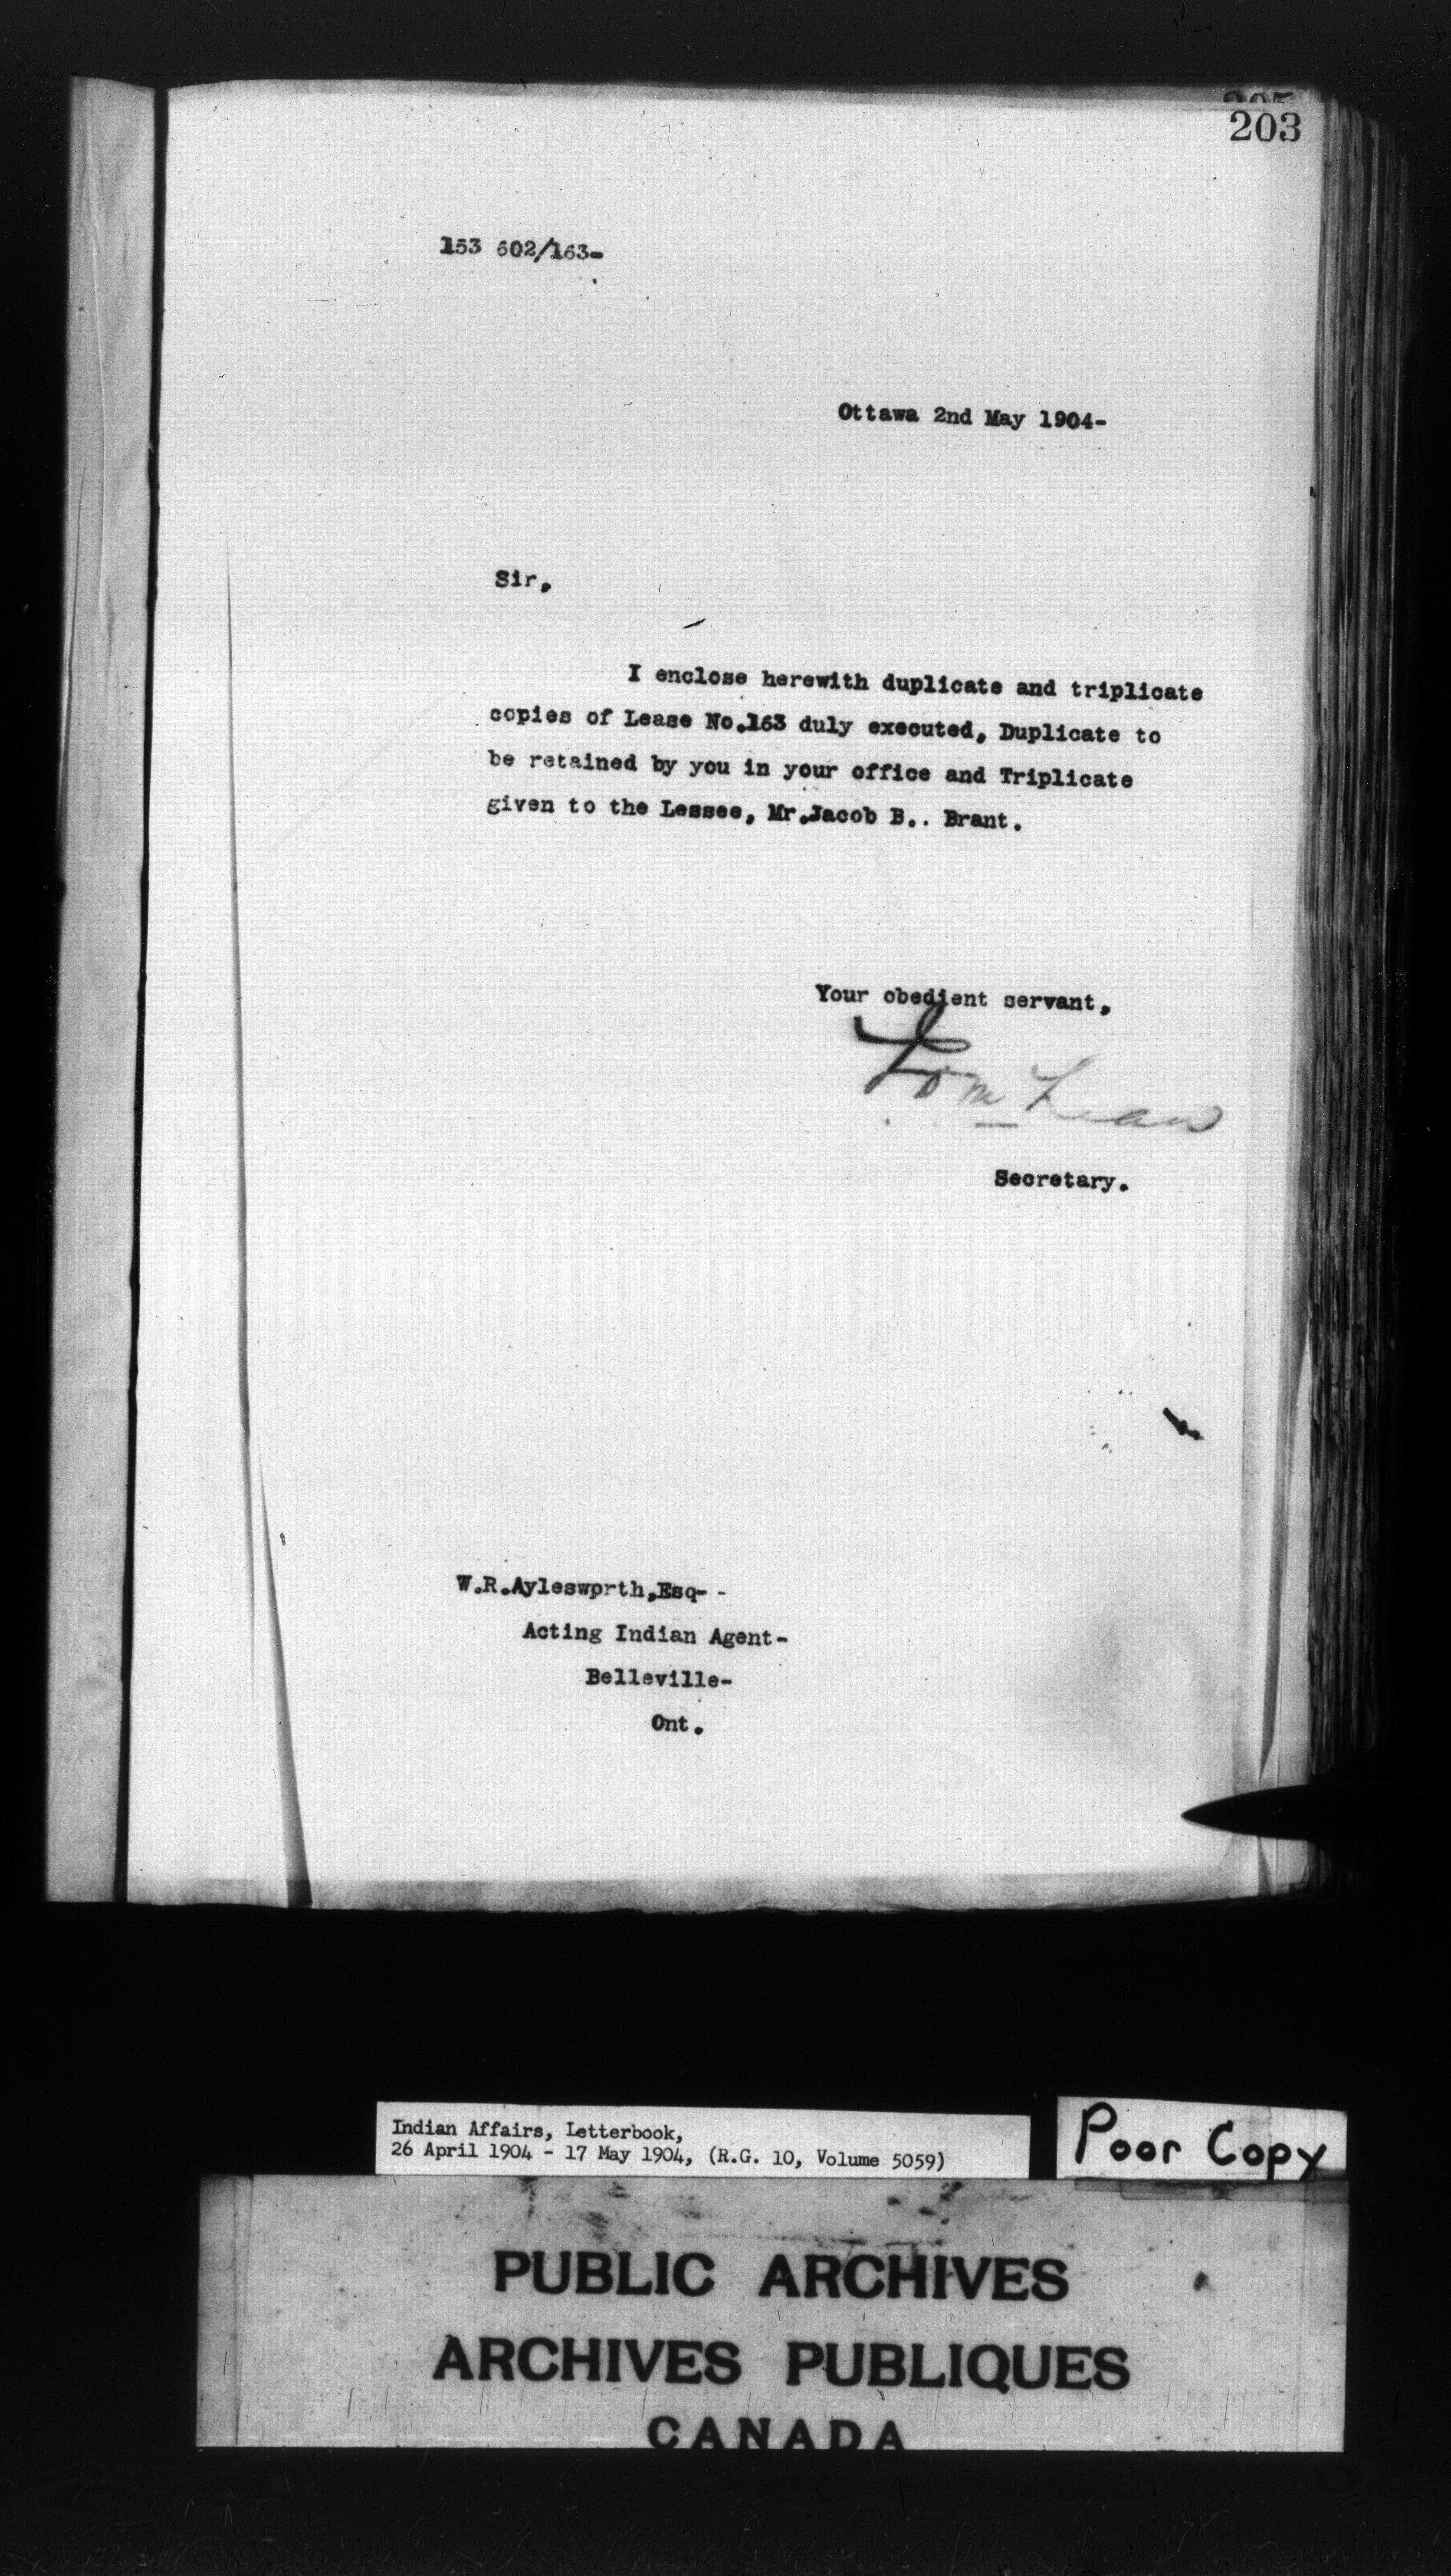 203
153 602/163-
Ottawa 2nd May 1904-
Sir,
I enclose herewith duplicate and triplicate
copies of Lease No.163 duly executed, Duplicate to
be retained by you in your office and Triplicate
given to the Lessee, Mr.Jacob B.. Brant.
Your obedient servant,
Secretary.
W.R.Aylesworth,Esq- -
Acting Indian Agent-
Belleville-
Ont.
Indian Affairs, Letterbook,
26 April 1904 - 17 May 1904, (R.G. 10, Volume 5059)
Poor Copy
PUBLIC ARCHIVES
ARCHIVES PUBLIQUES
CANADA